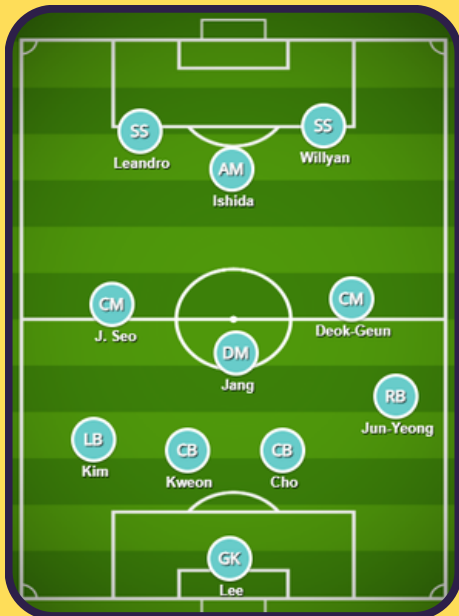 SS
Leandro
SS
Willyan
AM
Ishida
CM
J. Seo
CM
Deok-Geun
DM
Jang
RB
Jun-Yeong
LB
Kim
CB
Kweon
CB
Cho
GK
Lee